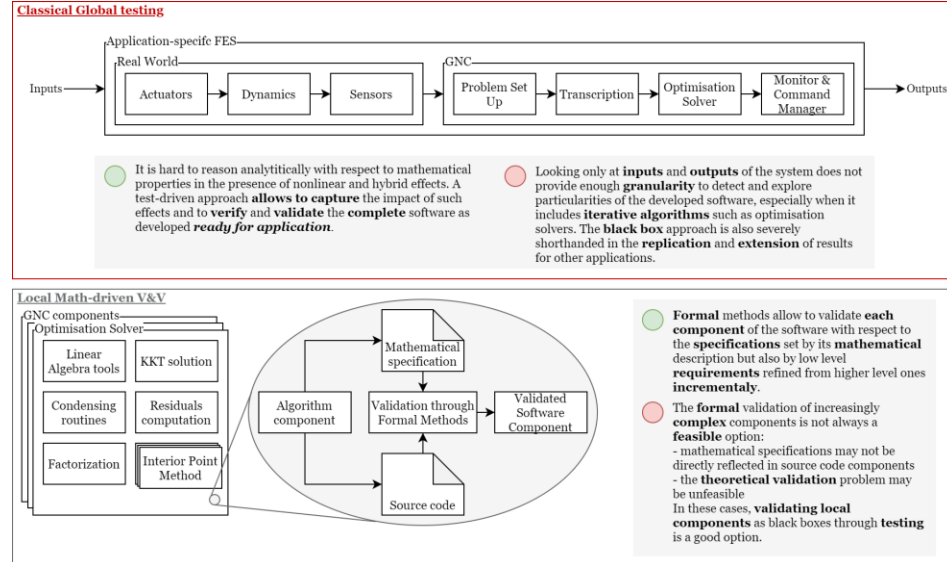 Classical Global testing
Application-specifc FES
Real World
GNC
Inputs
Actuators
Dynamics
Sensors
Problem Set
Up
Transcription
Optimisation
Solver
Monitor &
Command
Manager
Outputs
It is hard to reason analytitically with respect to mathematical
properties in the presence of nonlinear and hybrid effects. A
test-driven approach allows to capture the impact of such
effects and to verify and validate the complete software as
developed ready for application.
Looking only at inputs and outputs of the system does not
provide enough granularity to detect and explore
particularities of the developed software, especially when it
includes iterative algorithms such as optimisation
solvers. The black box approach is also severely
shorthanded in the replication and extension of results
for other applications.
Local Math-driven V&V
GNC components
Optimisation Solver
Linear
Algebra tools
KKT solution
Condensing
routines
Residuals
computation
Factorization
Interior Point
Method
Algorithm
component
Mathematical
specification
Validation through
Formal Methods
Validated
Software
Component
Source code
Formal methods allow to validate each
component of the software with respect to
the specifications set by its mathematical
description but also by low level
requirements refined from higher level ones
incrementaly.
The formal validation of increasingly
complex components is not always a
feasible option:
- mathematical specifications may not be
directly reflected in source code components
- the theoretical validation problem may
be unfeasible
In these cases, validating local
components as black boxes through testing
is a good option.